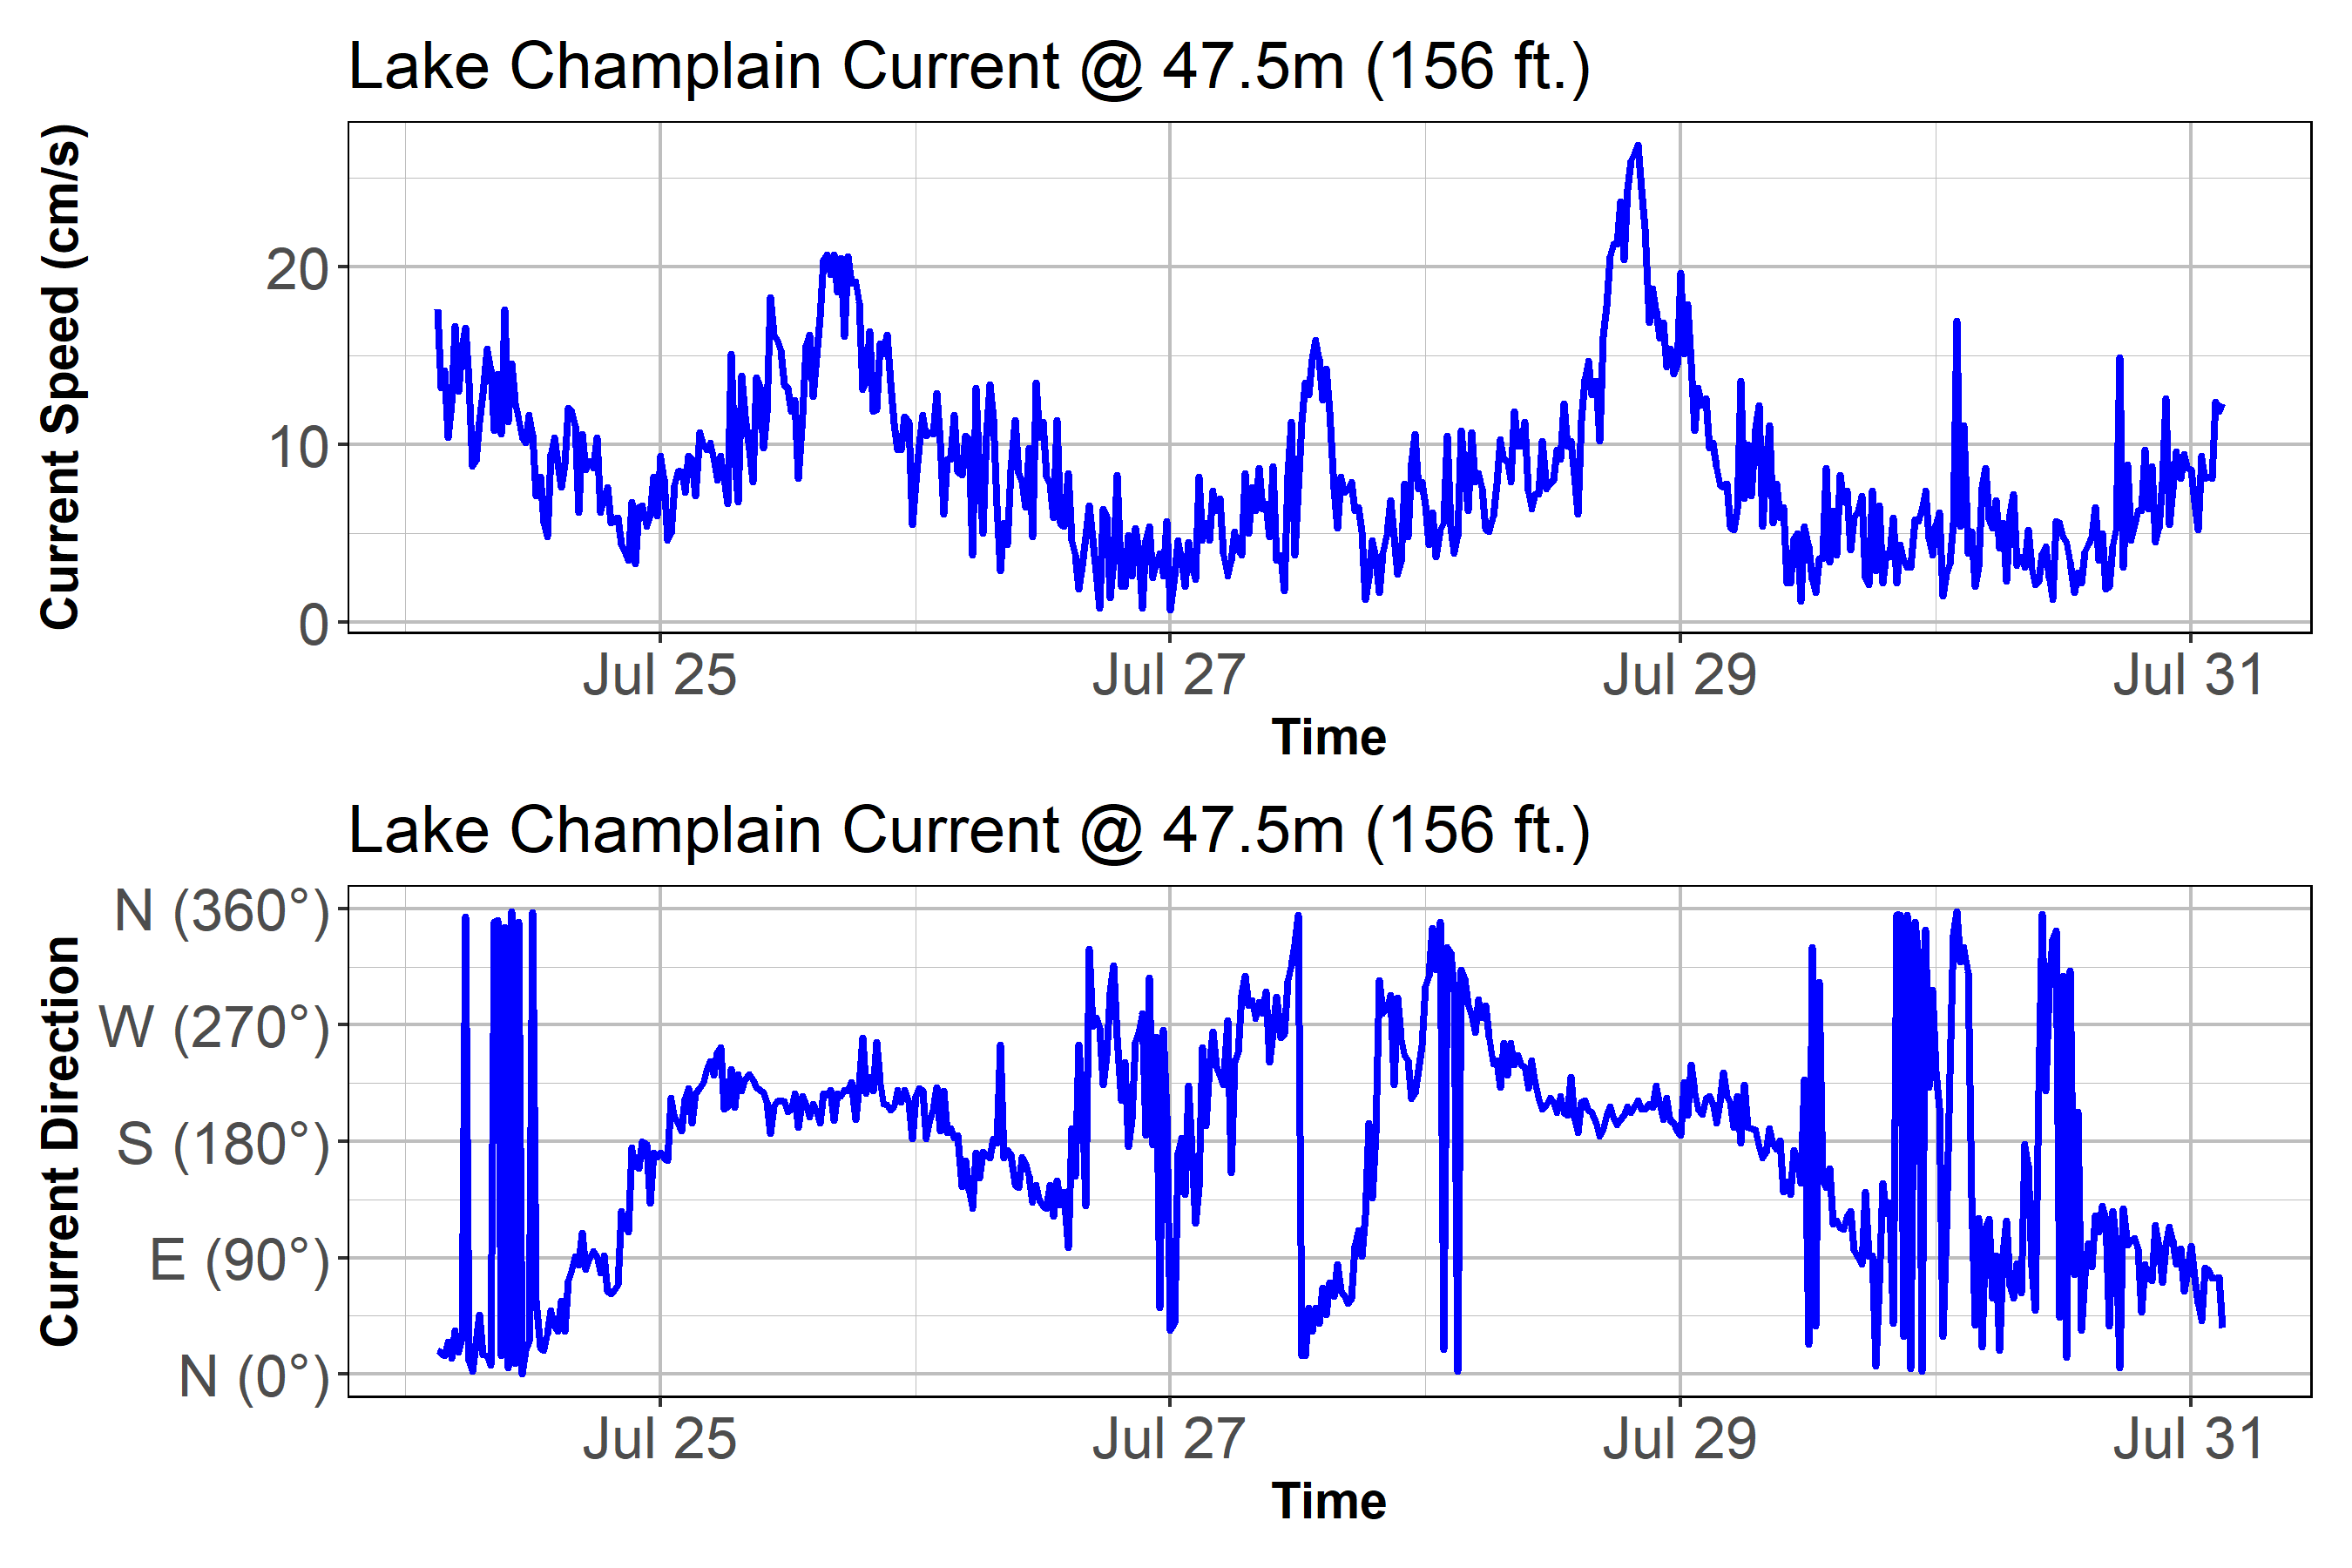 Lake Champlain Current @ 47.5m (156 ft.)
Current Speed (cm/s)
20
10
0
Jul 25 Jul 27 Jul 29 Jul 31
Time
Lake Champlain Current @ 47.5m (156 ft.)
Current Direction
N (360°)
W (270°)
S (180°)
E (90°)
N (0°)
Jul 25 Jul 27 Jul 29 Jul 31
Time